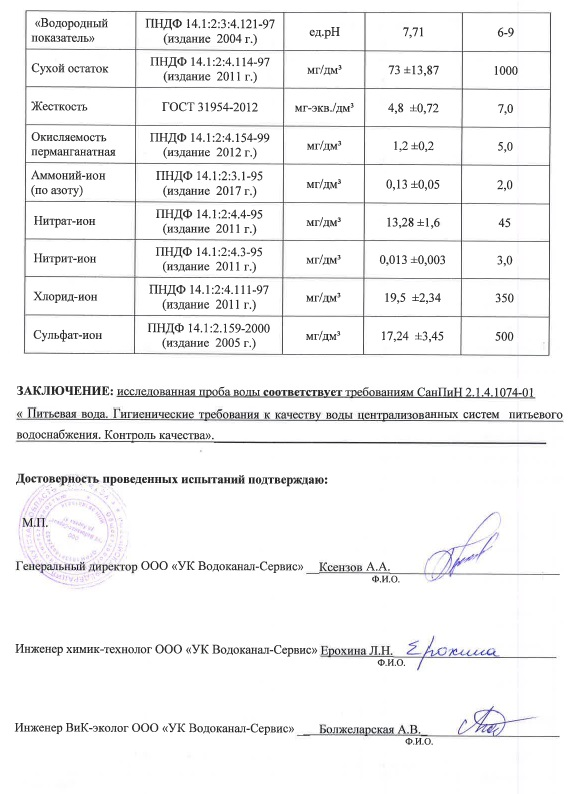 «Водородный показатель» ПНДФ 14.1:2:3:4.121-97 (издание 2004 г.) ед.pH 7,71 6-9
Сухой остаток ПНДФ 14.1:2:4.114-97 (издание 2011 г.) мг/дм³ 73 ±13,87 1000
Жесткость ГОСТ 31954-2012 мг-экв./дм³ 4,8 ±0,72 7,0
Окисляемость перманганатная ПНДФ 14.1:2:4.154-99 (издание 2012 г.) мг/дм³ 1,2 ±0,2 5,0
Аммоний-ион (по азоту) ПНДФ 14.1:2:3.1-95 (издание 2017 г.) мг/дм³ 0,13 ±0,05 2,0
Нитрат-ион ПНДФ 14.1:2:4.4-95 (издание 2011 г.) мг/дм³ 13,28 ±1,6 45
Нитрит-ион ПНДФ 14.1:2:4.3-95 (издание 2011 г.) мг/дм³ 0,013 ±0,003 3,0
Хлорид-ион ПНДФ 14.1:2:4.111-97 (издание 2011 г.) мг/дм³ 19,5 ±2,34 350
Сульфат-ион ПНДФ 14.1:2.159-2000 (издание 2005 г.) мг/дм³ 17,24 ±3,45 500
ЗАКЛЮЧЕНИЕ: исследованная проба воды соответствует требованиям СанПиН 2.1.4.1074-01
« Питьевая вода. Гигиенические требования к качеству воды централизованных систем питьевого
водоснабжения. Контроль качества».
Достоверность проведенных испытаний подтверждаю:
М.П.
Генеральный директор ООО «УК Водоканал-Сервис» Ксензов А.А.
Ф.И.О.
Инженер химик-технолог ООО «УК Водоканал-Сервис» Ерохина Л.Н. Ерохина
Ф.И.О.
Инженер ВиК-эколог ООО «УК Водоканал-Сервис» Болжеларская А.В.
Ф.И.О.